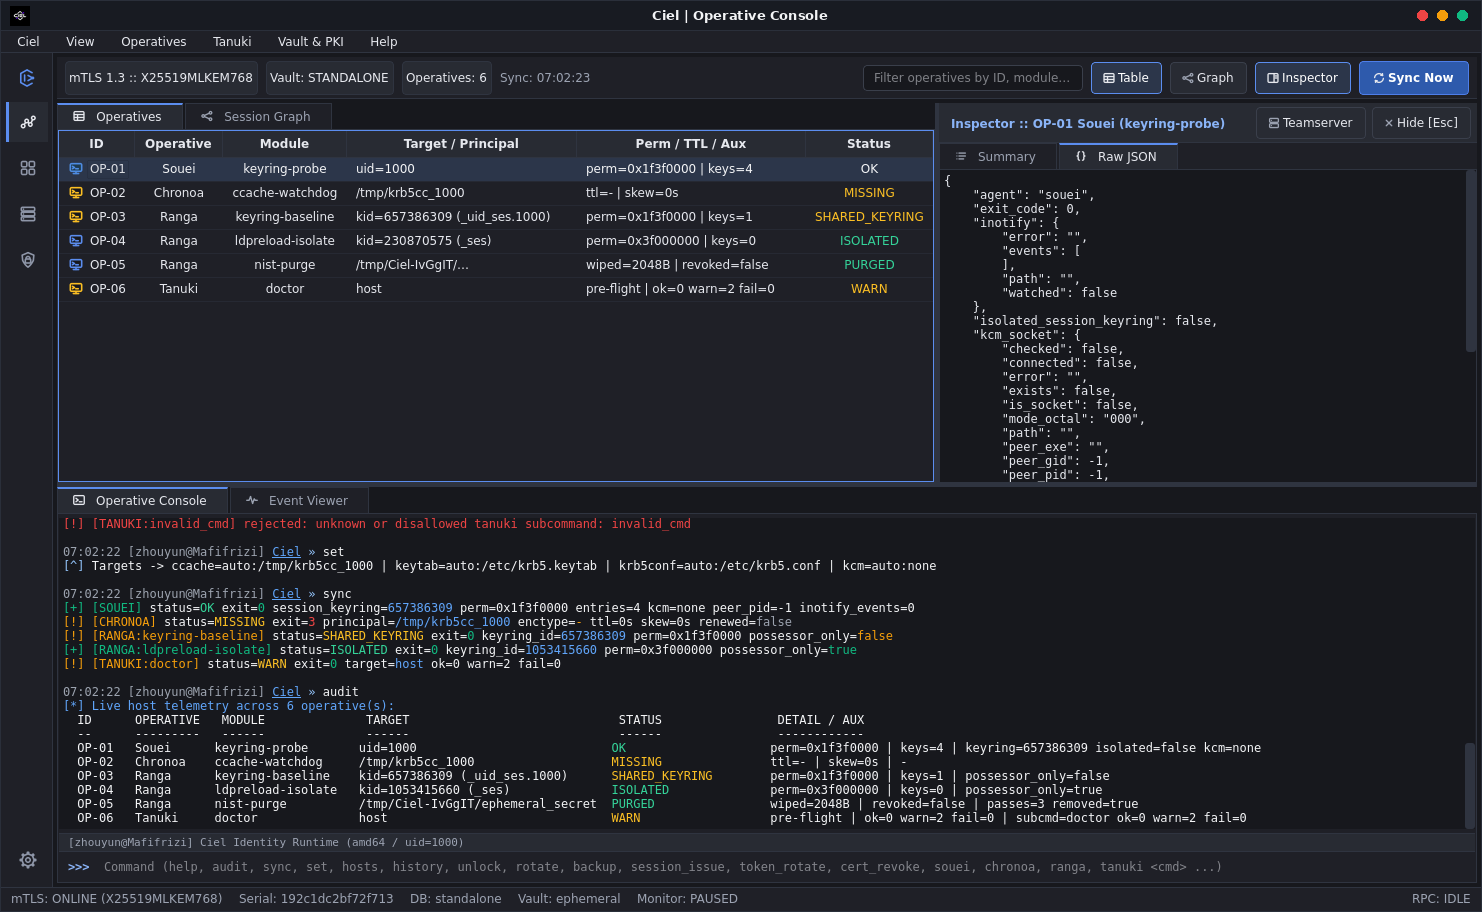 Ciel | Operative Console
Ciel View Operatives Tanuki Vault & PKI Help
mTLS 1.3 :: X25519MLKEM768 Vault: STANDALONE Operatives: 6 Sync: 07:02:23 Filter operatives by ID, module... Table Graph Inspector Sync Now
Operatives Session Graph
ID Operative Module Target / Principal Perm / TTL / Aux Status
OP-01 Souei keyring-probe uid=1000 perm=0x1f3f0000 | keys=4 OK
OP-02 Chronoa ccache-watchdog /tmp/krb5cc_1000 ttl=- | skew=0s MISSING
OP-03 Ranga keyring-baseline kid=657386309 (_uid_ses.1000) perm=0x1f3f0000 | keys=1 SHARED_KEYRING
OP-04 Ranga ldpreload-isolate kid=230870575 (_ses) perm=0x3f000000 | keys=0 ISOLATED
OP-05 Ranga nist-purge /tmp/Ciel-IvGgIT/... wiped=2048B | revoked=false PURGED
OP-06 Tanuki doctor host pre-flight | ok=0 warn=2 fail=0 WARN
Inspector :: OP-01 Souei (keyring-probe) Teamserver × Hide [Esc]
Summary {} Raw JSON
{
    "agent": "souei",
    "exit_code": 0,
    "inotify": {
        "error": "",
        "events": [
        ],
        "path": "",
        "watched": false
    },
    "isolated_session_keyring": false,
    "kcm_socket": {
        "checked": false,
        "connected": false,
        "error": "",
        "exists": false,
        "is_socket": false,
        "mode_octal": "000",
        "path": "",
        "peer_exe": "",
        "peer_gid": -1,
        "peer_pid": -1,
Operative Console Event Viewer
[!] [TANUKI:invalid_cmd] rejected: unknown or disallowed tanuki subcommand: invalid_cmd
07:02:22 [zhouyun@Mafifrizi] Ciel » set
[^] Targets -> ccache=auto:/tmp/krb5cc_1000 | keytab=auto:/etc/krb5.keytab | krb5conf=auto:/etc/krb5.conf | kcm=auto:none
07:02:22 [zhouyun@Mafifrizi] Ciel » sync
[+] [SOUEI] status=OK exit=0 session_keyring=657386309 perm=0x1f3f0000 entries=4 kcm=none peer_pid=-1 inotify_events=0
[!] [CHRONOA] status=MISSING exit=3 principal=/tmp/krb5cc_1000 enctype=- ttl=0s skew=0s renewed=false
[!] [RANGA:keyring-baseline] status=SHARED_KEYRING exit=0 keyring_id=657386309 perm=0x1f3f0000 possessor_only=false
[+] [RANGA:ldpreload-isolate] status=ISOLATED exit=0 keyring_id=1053415660 perm=0x3f000000 possessor_only=true
[!] [TANUKI:doctor] status=WARN exit=0 target=host ok=0 warn=2 fail=0
07:02:22 [zhouyun@Mafifrizi] Ciel » audit
[*] Live host telemetry across 6 operative(s):
ID OPERATIVE MODULE TARGET STATUS DETAIL / AUX
-- --------- ------ ------ ------ ------------
OP-01 Souei keyring-probe uid=1000 OK perm=0x1f3f0000 | keys=4 | keyring=657386309 isolated=false kcm=none
OP-02 Chronoa ccache-watchdog /tmp/krb5cc_1000 MISSING ttl=- | skew=0s | -
OP-03 Ranga keyring-baseline kid=657386309 (_uid_ses.1000) SHARED_KEYRING perm=0x1f3f0000 | keys=1 | possessor_only=false
OP-04 Ranga ldpreload-isolate kid=1053415660 (_ses) ISOLATED perm=0x3f000000 | keys=0 | possessor_only=true
OP-05 Ranga nist-purge /tmp/Ciel-IvGgIT/ephemeral_secret PURGED wiped=2048B | revoked=false | passes=3 removed=true
OP-06 Tanuki doctor host WARN pre-flight | ok=0 warn=2 fail=0 | subcmd=doctor ok=0 warn=2 fail=0
[zhouyun@Mafifrizi] Ciel Identity Runtime (amd64 / uid=1000)
>>> Command (help, audit, sync, set, hosts, history, unlock, rotate, backup, session_issue, token_rotate, cert_revoke, souei, chronoa, ranga, tanuki <cmd> ...)
mTLS: ONLINE (X25519MLKEM768) Serial: 192c1dc2bf72f713 DB: standalone Vault: ephemeral Monitor: PAUSED RPC: IDLE